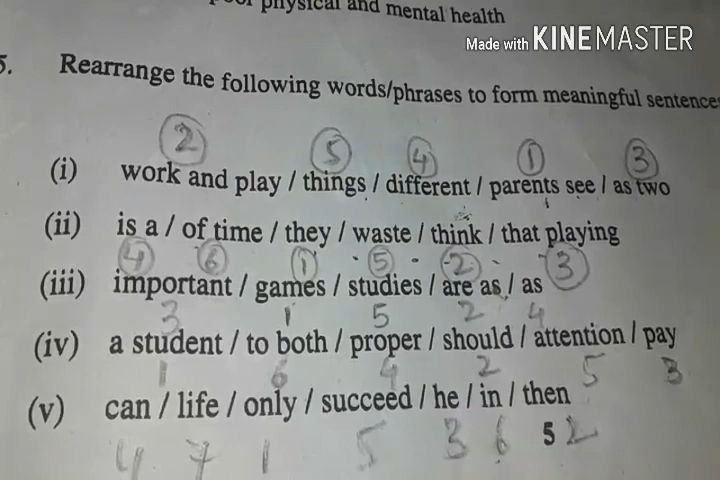 poor physical and mental health
Made with KINEMASTER
5. Rearrange the following words/phrases to form meaningful sentences
2 5 4 1 3
(i) work and play / things / different / parents see / as two
(ii) is a / of time / they / waste / think / that playing
4 6 1 5 2 3
(iii) important / games / studies / are as / as
3 1 5 2 4
(iv) a student / to both / proper / should / attention / pay
1 6 4 2 5 3
(v) can / life / only / succeed / he / in / then
5
4 7 1 5 3 6 2